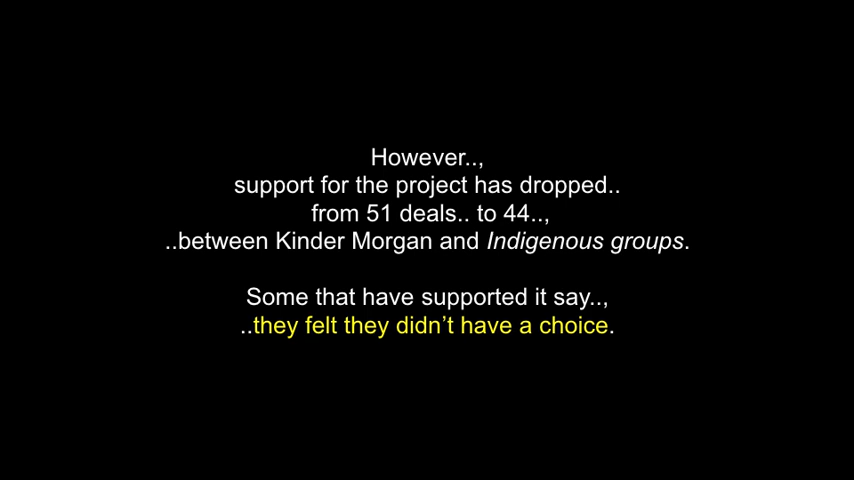 However..,
support for the project has dropped..
from 51 deals.. to 44..,
..between Kinder Morgan and Indigenous groups.
Some that have supported it say..,
..they felt they didn’t have a choice.